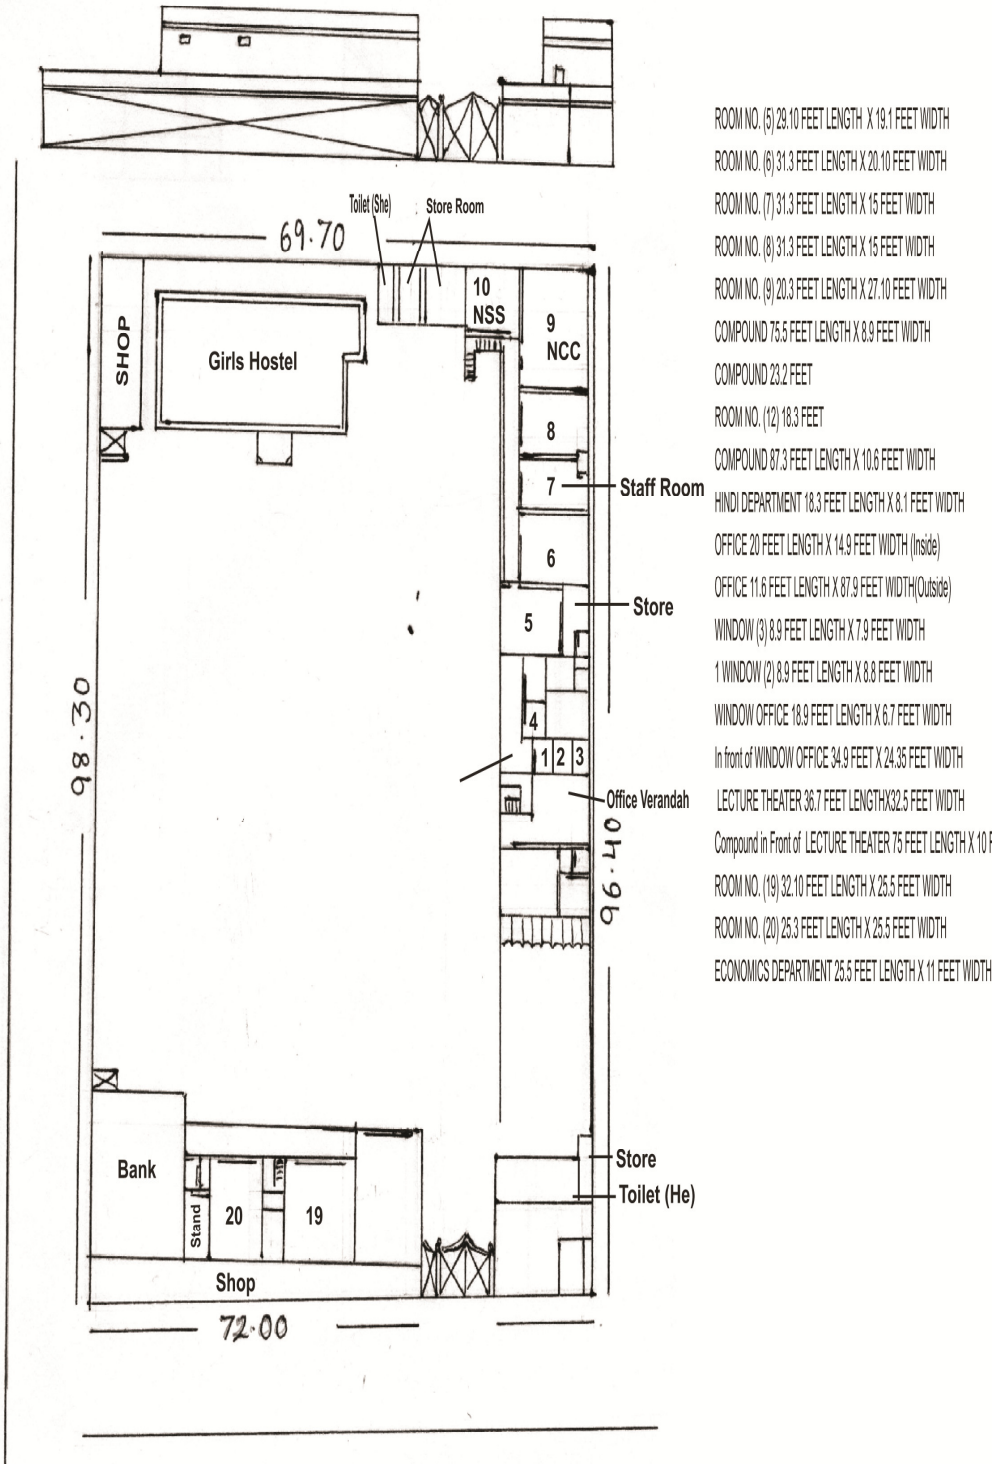 69.70
Toilet (She)
Store Room
SHOP
Girls Hostel
10
NSS
9
NCC
8
7
Staff Room
6
5
Store
4
1 2 3
Office Verandah
98.30
96.40
Bank
Stand
20
19
Store
Toilet (He)
Shop
72.00
ROOM NO. (5) 29.10 FEET LENGTH X 19.1 FEET WIDTH
ROOM NO. (6) 31.3 FEET LENGTH X 20.10 FEET WIDTH
ROOM NO. (7) 31.3 FEET LENGTH X 15 FEET WIDTH
ROOM NO. (8) 31.3 FEET LENGTH X 15 FEET WIDTH
ROOM NO. (9) 20.3 FEET LENGTH X 27.10 FEET WIDTH
COMPOUND 75.5 FEET LENGTH X 8.9 FEET WIDTH
COMPOUND 23.2 FEET
ROOM NO. (12) 18.3 FEET
COMPOUND 87.3 FEET LENGTH X 10.6 FEET WIDTH
HINDI DEPARTMENT 18.3 FEET LENGTH X 8.1 FEET WIDTH
OFFICE 20 FEET LENGTH X 14.9 FEET WIDTH (Inside)
OFFICE 11.6 FEET LENGTH X 87.9 FEET WIDTH(Outside)
WINDOW (3) 8.9 FEET LENGTH X 7.9 FEET WIDTH
1 WINDOW (2) 8.9 FEET LENGTH X 8.8 FEET WIDTH
WINDOW OFFICE 18.9 FEET LENGTH X 6.7 FEET WIDTH
In front of WINDOW OFFICE 34.9 FEET X 24.35 FEET WIDTH
LECTURE THEATER 36.7 FEET LENGTHX32.5 FEET WIDTH
Compound in Front of LECTURE THEATER 75 FEET LENGTH X 10 F
ROOM NO. (19) 32.10 FEET LENGTH X 25.5 FEET WIDTH
ROOM NO. (20) 25.3 FEET LENGTH X 25.5 FEET WIDTH
ECONOMICS DEPARTMENT 25.5 FEET LENGTH X 11 FEET WIDTH